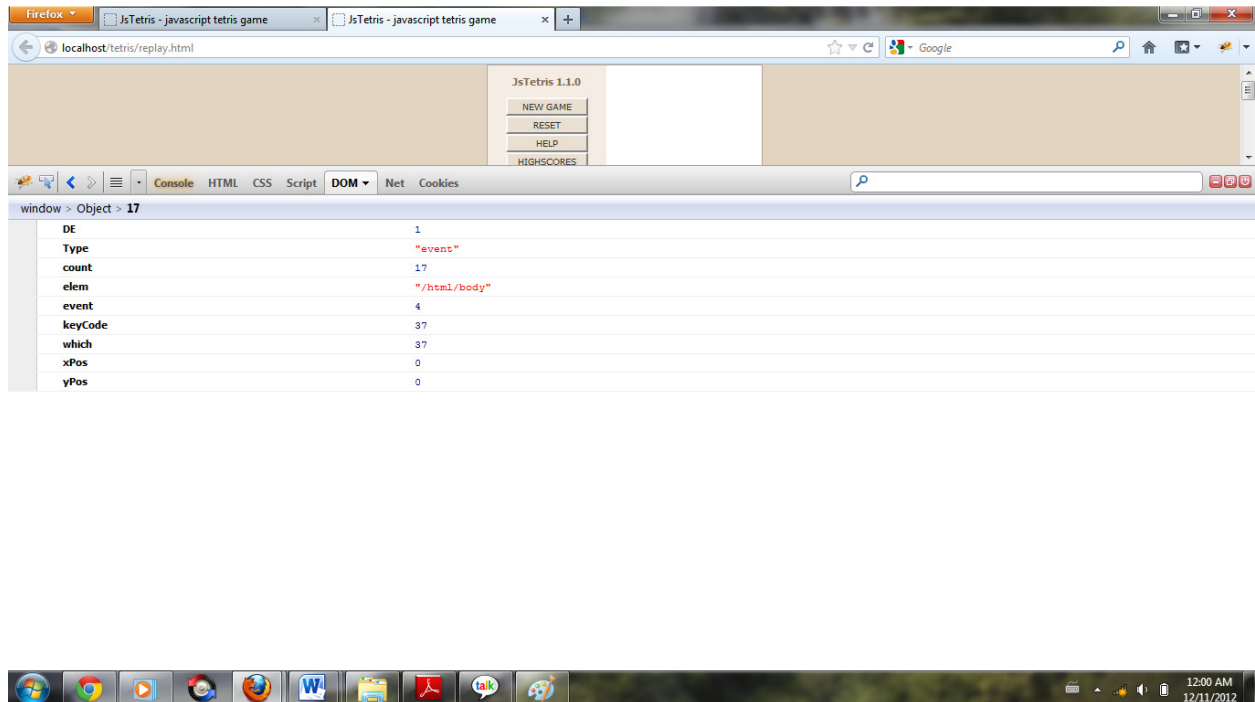 Firefox
JsTetris - javascript tetris game
JsTetris - javascript tetris game
localhost/tetris/replay.html
Google
JsTetris 1.1.0
NEW GAME
RESET
HELP
HIGHSCORES
Console HTML CSS Script DOM Net Cookies
window > Object > 17
DE 1
Type "event"
count 17
elem "/html/body"
event 4
keyCode 37
which 37
xPos 0
yPos 0
talk
12:00 AM
12/11/2012